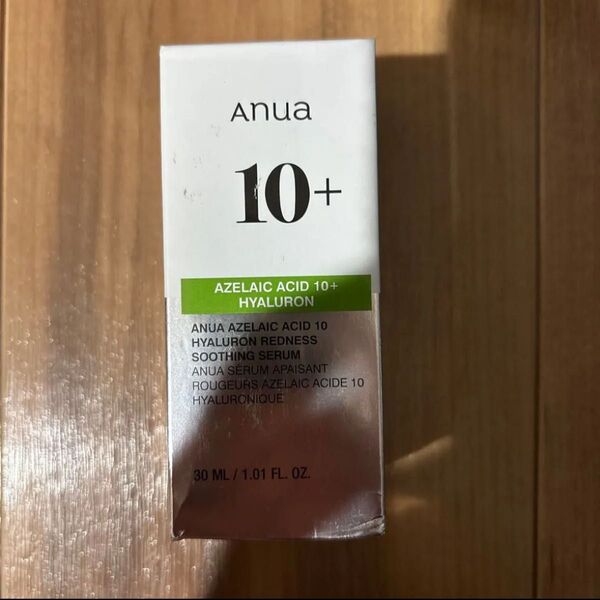 Anua
10+
AZELAIC ACID 10+
HYALURON
ANUA AZELAIC ACID 10
HYALURON REDNESS
SOOTHING SERUM
ANUA SÉRUM APAISANT
ROUGEURS AZELAIC ACIDE 10
HYALURONIQUE
30 ML / 1.01 FL. OZ.